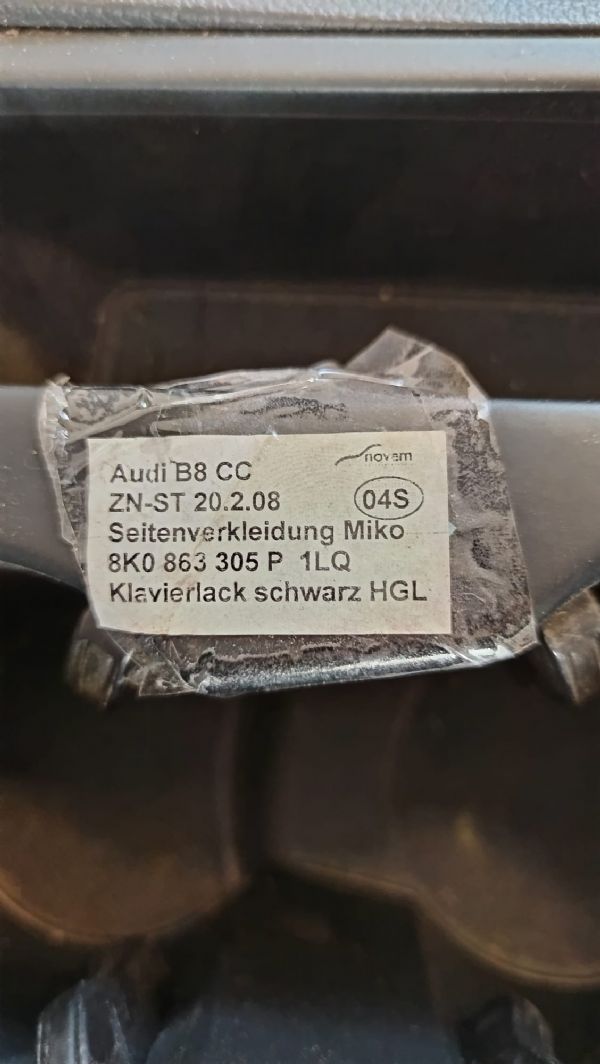 novem
Audi B8 CC
ZN-ST 20.2.08 04S
Seitenverkleidung Miko
8K0 863 305 P 1LQ
Klavierlack schwarz HGL